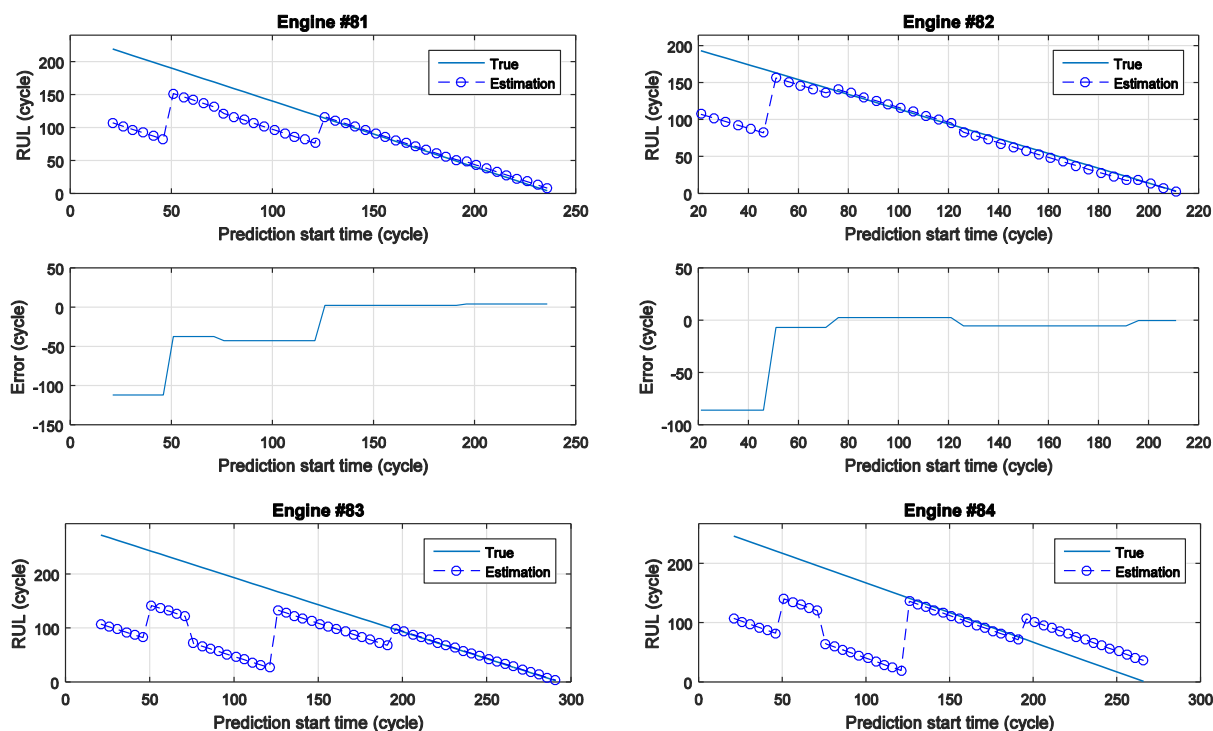 Engine #81
RUL (cycle)
200
150
100
50
0
True
Estimation
0 50 100 150 200 250
Prediction start time (cycle)
Engine #82
RUL (cycle)
200
150
100
50
0
True
Estimation
20 40 60 80 100 120 140 160 180 200 220
Prediction start time (cycle)
Error (cycle)
50
0
-50
-100
-150
0 50 100 150 200 250
Prediction start time (cycle)
Error (cycle)
50
0
-50
-100
20 40 60 80 100 120 140 160 180 200 220
Prediction start time (cycle)
Engine #83
RUL (cycle)
200
100
0
True
Estimation
0 50 100 150 200 250 300
Prediction start time (cycle)
Engine #84
RUL (cycle)
200
100
0
True
Estimation
0 50 100 150 200 250 300
Prediction start time (cycle)